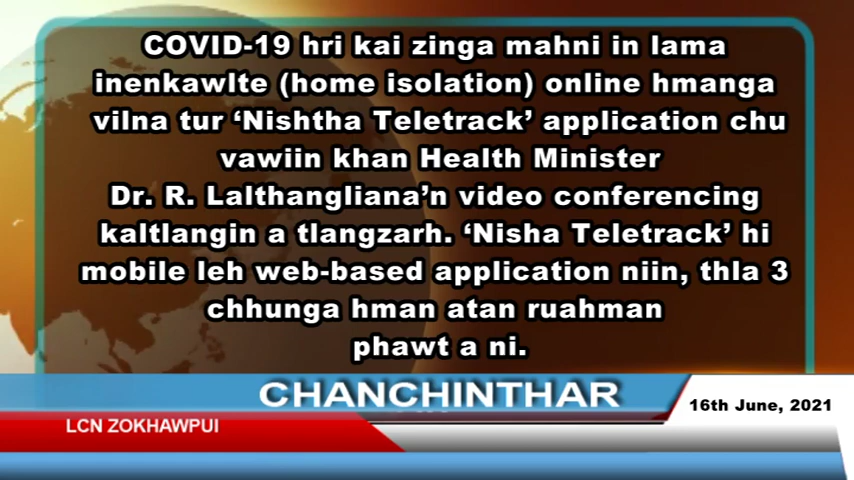 COVID-19 hri kai zinga mahni in lama
inenkawlte (home isolation) online hmanga
vilna tur ‘Nishtha Teletrack’ application chu
vawiin khan Health Minister
Dr. R. Lalthangliana’n video conferencing
kaltlangin a tlangzarh. ‘Nisha Teletrack’ hi
mobile leh web-based application niin, thla 3
chhunga hman atan ruahman
phawt a ni.
CHANCHINTHAR
16th June, 2021
LCN ZOKHAWPUI